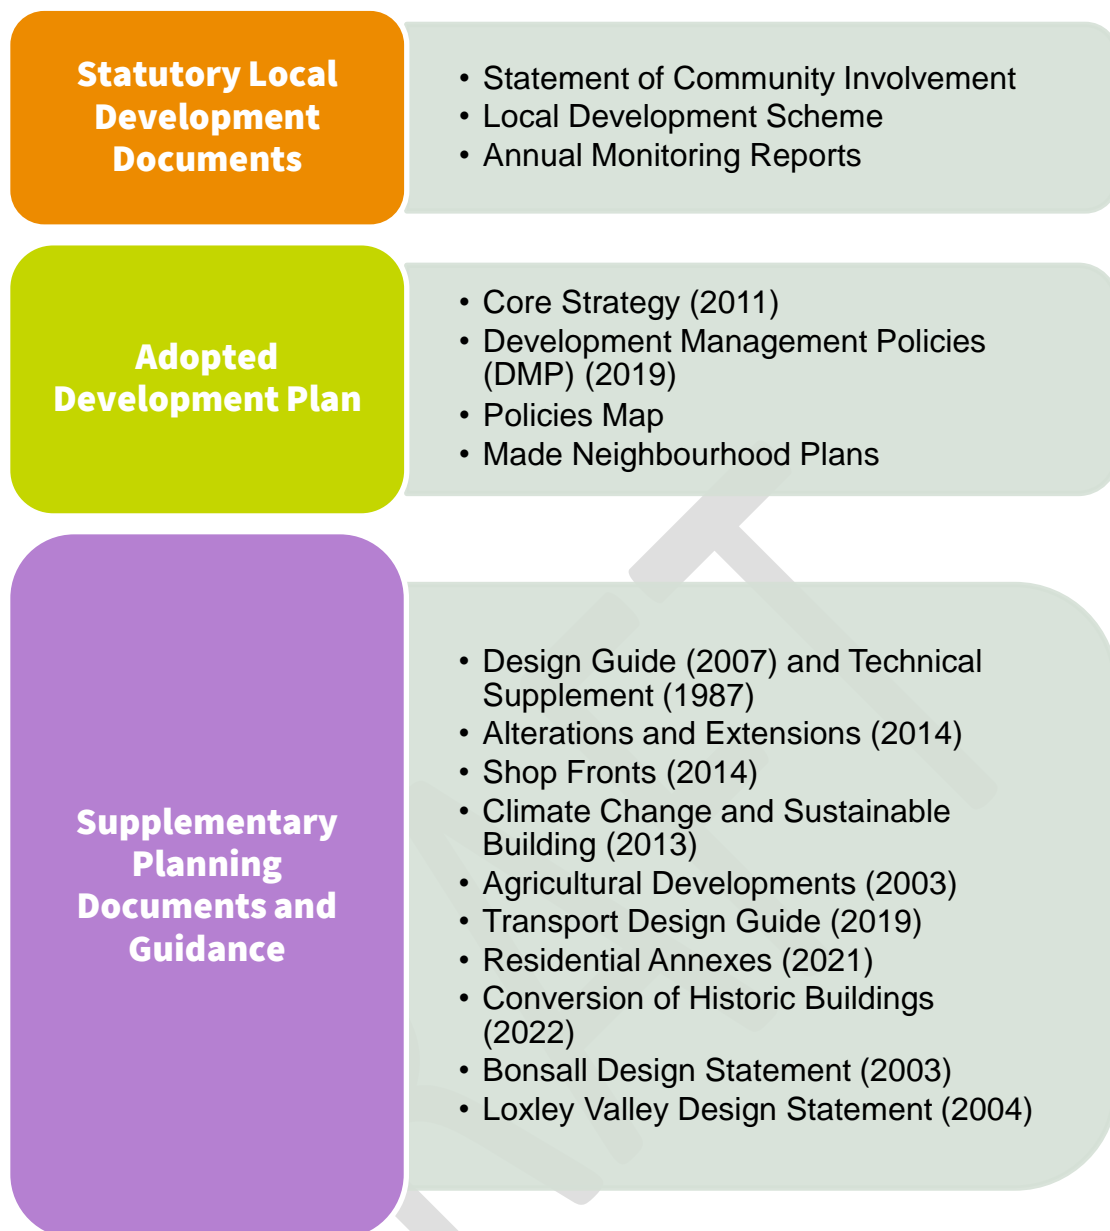 Statutory Local
Development
Documents
• Statement of Community Involvement
• Local Development Scheme
• Annual Monitoring Reports
Adopted
Development Plan
• Core Strategy (2011)
• Development Management Policies
(DMP) (2019)
• Policies Map
• Made Neighbourhood Plans
Supplementary
Planning
Documents and
Guidance
• Design Guide (2007) and Technical
Supplement (1987)
• Alterations and Extensions (2014)
• Shop Fronts (2014)
• Climate Change and Sustainable
Building (2013)
• Agricultural Developments (2003)
• Transport Design Guide (2019)
• Residential Annexes (2021)
• Conversion of Historic Buildings
(2022)
• Bonsall Design Statement (2003)
• Loxley Valley Design Statement (2004)